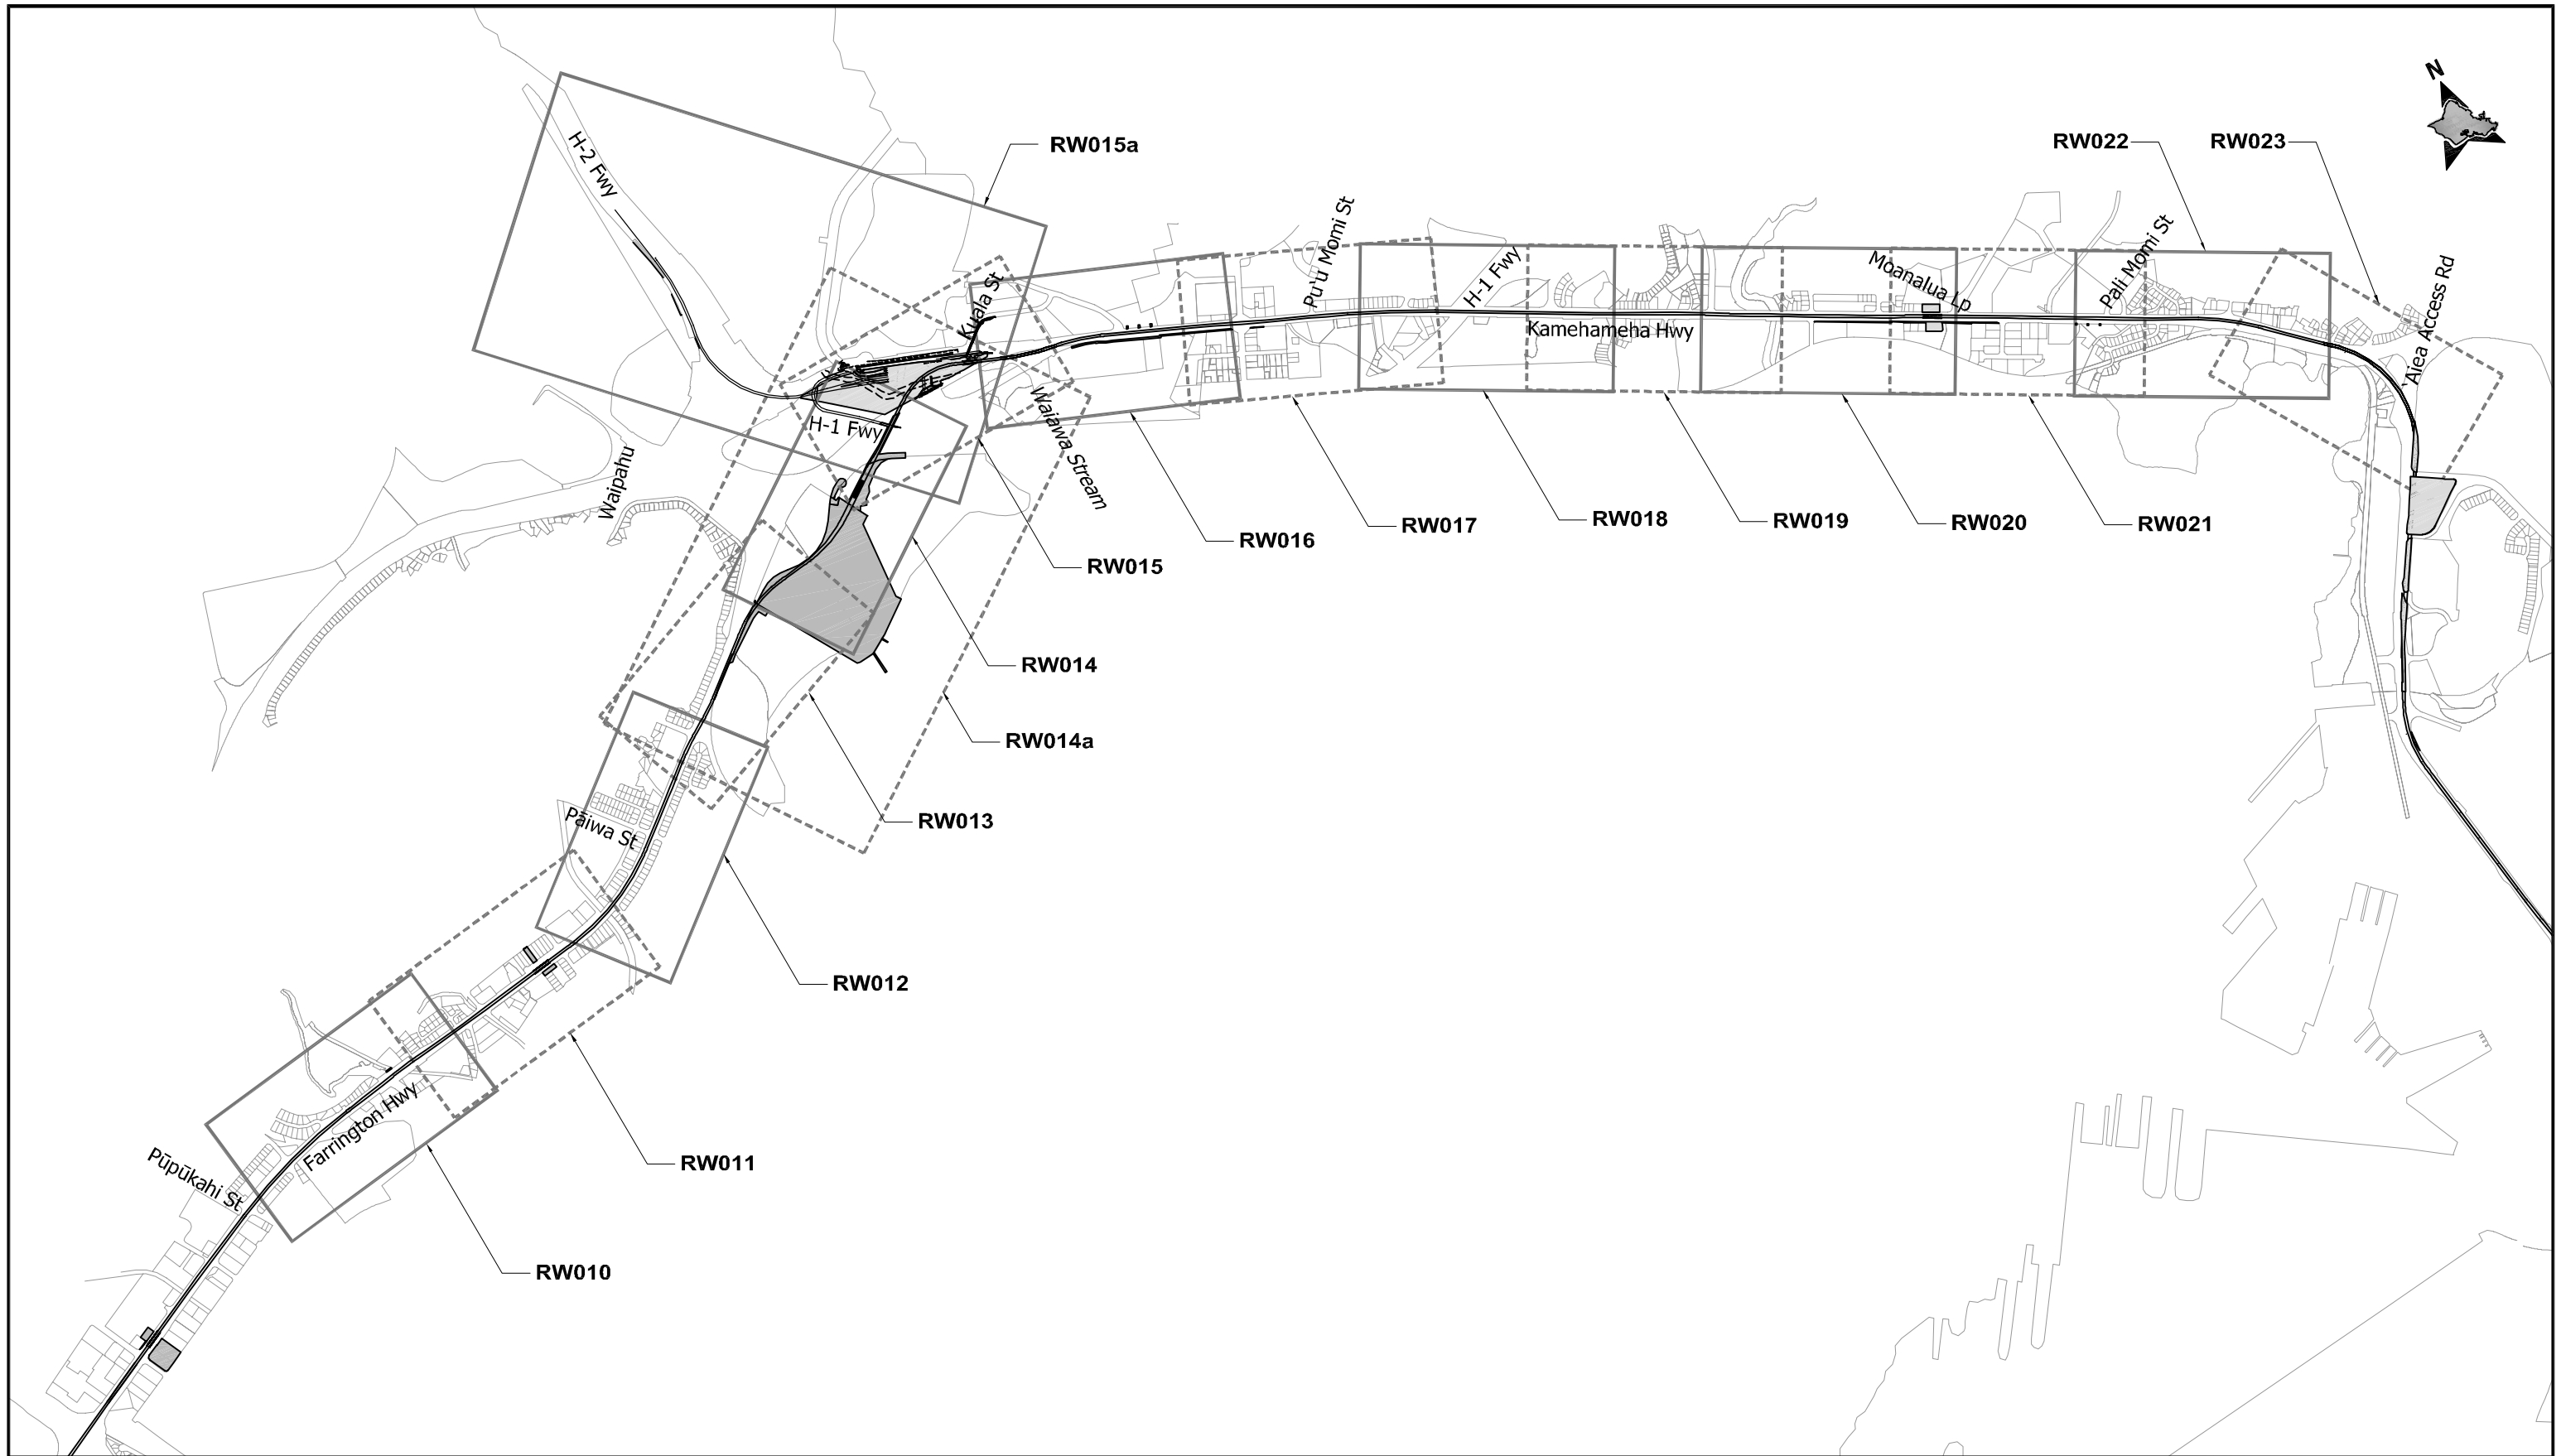 N
RW015a
RW022
RW023
H-2 Fwy
Pu'u Momi St
H-1 Fwy
Moanalua Lp
Pali Momi St
'Aiea Access Rd
Kuala St
Kamehameha Hwy
H-1 Fwy
Waiawa Stream
Waipahu
RW016
RW017
RW018
RW019
RW020
RW021
RW015
RW014
RW014a
RW013
Paiwa St
RW012
Farrington Hwy
RW011
Pūpūkahi St
RW010